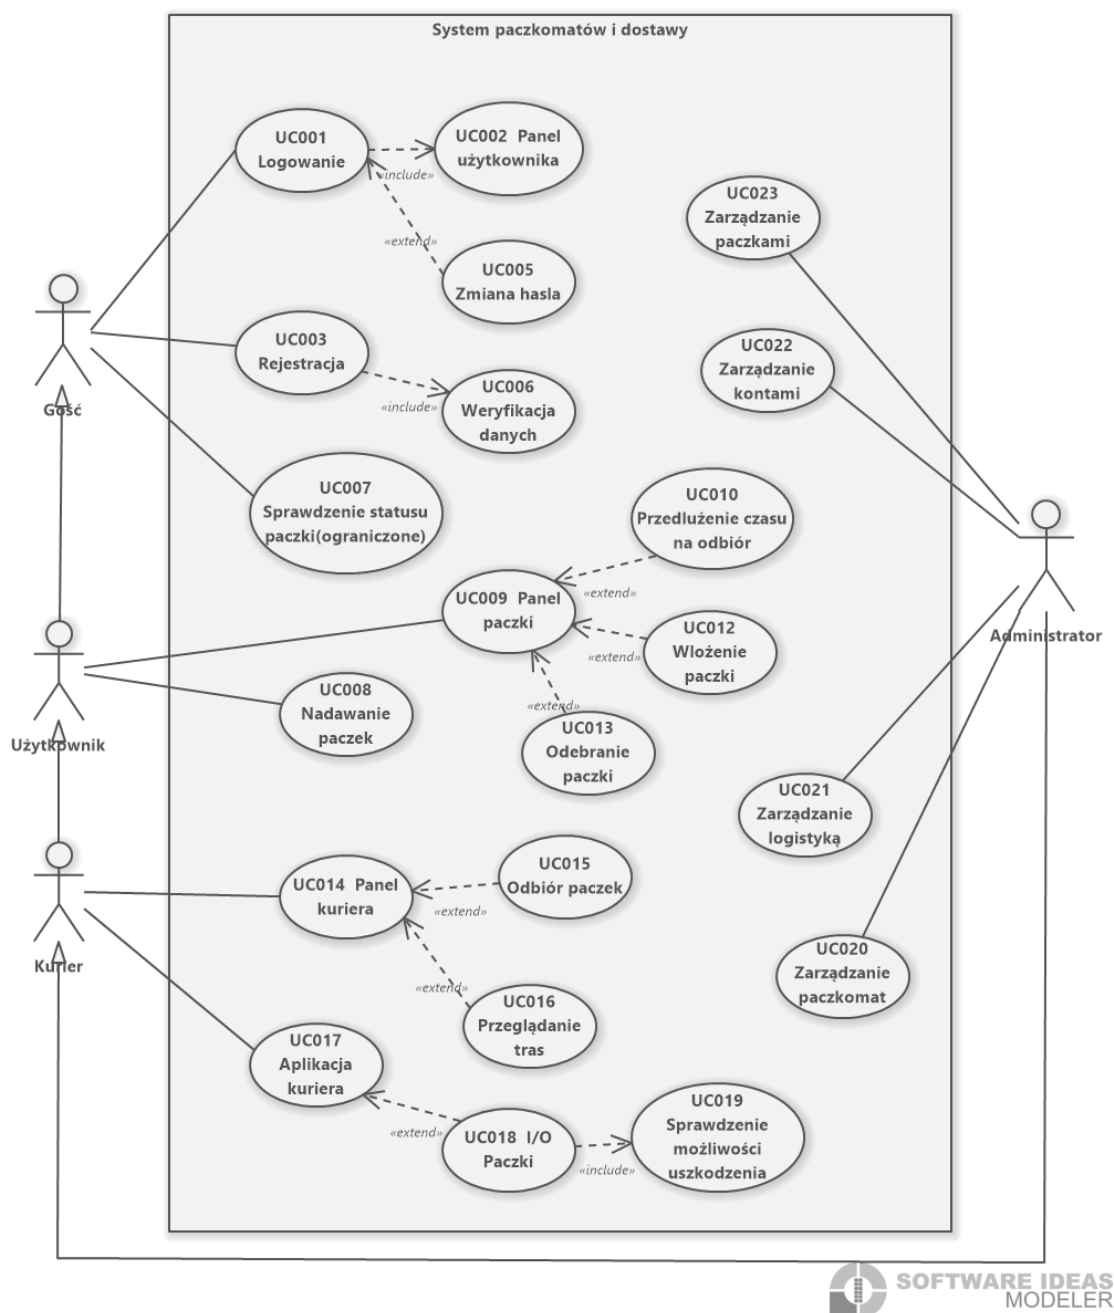 System paczkomatów i dostawy
UC001
Logowanie
«include»
UC002 Panel
użytkownika
«extend»
UC005
Zmiana hasla
UC023
Zarządzanie
paczkami
UC003
Rejestracja
«include»
UC006
Weryfikacja
danych
UC022
Zarządzanie
kontami
Gość
UC007
Sprawdzenie statusu
paczki(ograniczone)
UC010
Przedlużenie czasu
na odbiór
«extend»
UC009 Panel
paczki
UC012
Wlożenie
paczki
«extend»
Administrator
UC008
Nadawanie
paczek
«extend»
UC013
Odebranie
paczki
Użytkownik
UC021
Zarządzanie
logistyką
UC014 Panel
kuriera
UC015
Odbiór paczek
«extend»
Kurier
«extend»
UC016
Przeglądanie
tras
UC020
Zarządzanie
paczkomat
UC017
Aplikacja
kuriera
«extend»
UC018 I/O
Paczki
«include»
UC019
Sprawdzenie
możliwości
uszkodzenia
SOFTWARE IDEAS
MODELER